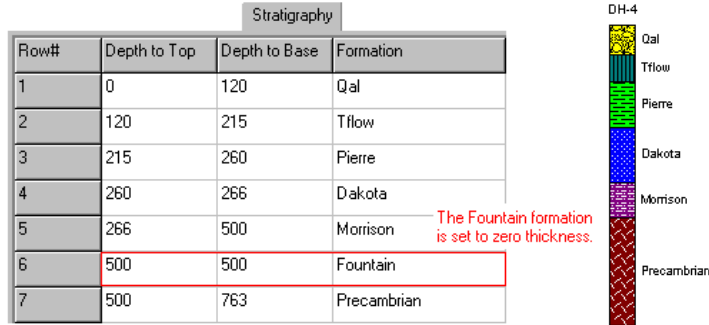 Stratigraphy
Row# Depth to Top Depth to Base Formation
1 0 120 Qal
2 120 215 Tflow
3 215 260 Pierre
4 260 266 Dakota
5 266 500 Morrison
6 500 500 Fountain
7 500 763 Precambrian
The Fountain formation
is set to zero thickness.
DH-4
Qal
Tflow
Pierre
Dakota
Morrison
Precambrian